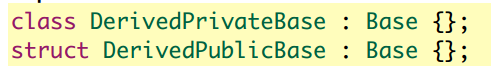 class DerivedPrivateBase : Base {};
struct DerivedPublicBase : Base {};